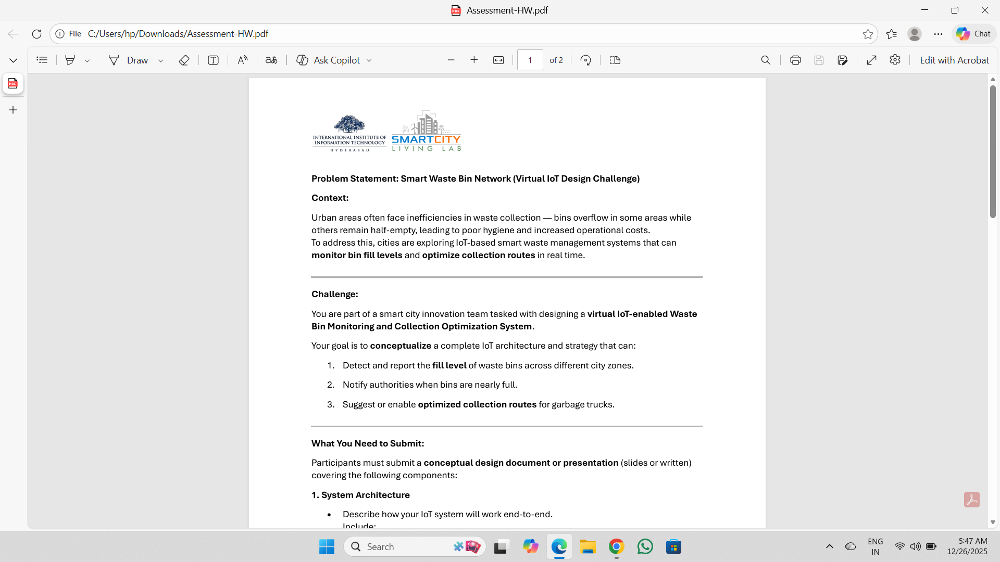 Assessment-HW.pdf
File C:/Users/hp/Downloads/Assessment-HW.pdf
Chat
Draw
Ask Copilot
1 of 2
Edit with Acrobat
INTERNATIONAL INSTITUTE OF
INFORMATION TECHNOLOGY
HYDERABAD
SMARTCITY
LIVING LAB
Problem Statement: Smart Waste Bin Network (Virtual IoT Design Challenge)
Context:
Urban areas often face inefficiencies in waste collection — bins overflow in some areas while
others remain half-empty, leading to poor hygiene and increased operational costs.
To address this, cities are exploring IoT-based smart waste management systems that can
monitor bin fill levels and optimize collection routes in real time.
Challenge:
You are part of a smart city innovation team tasked with designing a virtual IoT-enabled Waste
Bin Monitoring and Collection Optimization System.
Your goal is to conceptualize a complete IoT architecture and strategy that can:
1. Detect and report the fill level of waste bins across different city zones.
2. Notify authorities when bins are nearly full.
3. Suggest or enable optimized collection routes for garbage trucks.
What You Need to Submit:
Participants must submit a conceptual design document or presentation (slides or written)
covering the following components:
1. System Architecture
• Describe how your IoT system will work end-to-end.
Include:
Search
ENG
IN
5:47 AM
12/26/2025